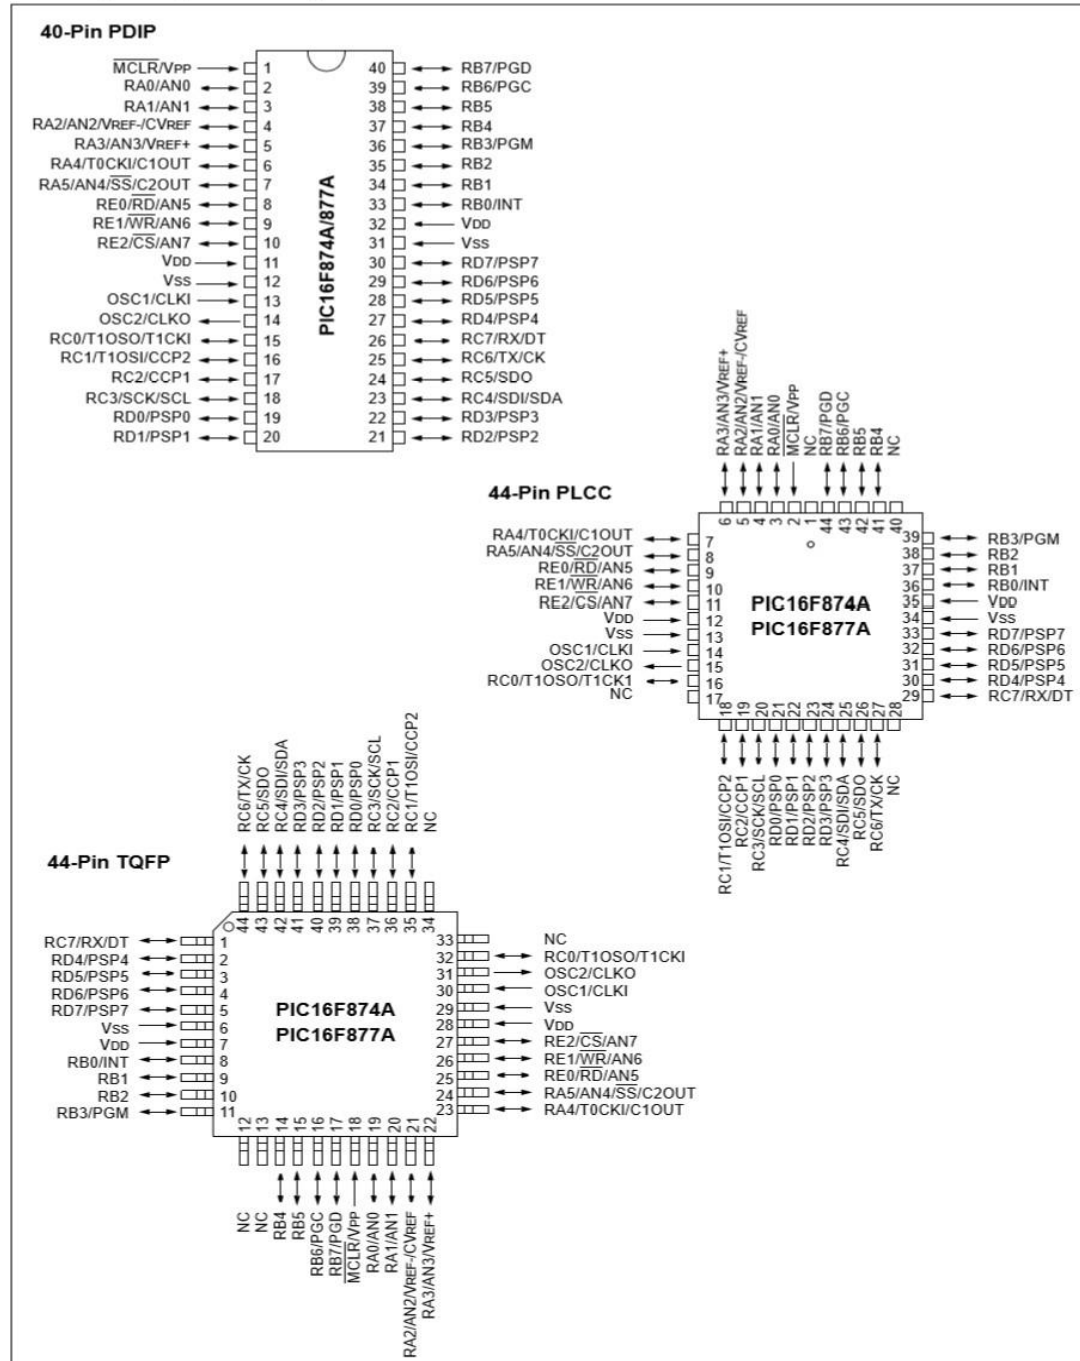 40-Pin PDIP
MCLR/VPP 1 40 RB7/PGD
RA0/AN0 2 39 RB6/PGC
RA1/AN1 3 38 RB5
RA2/AN2/VREF-/CVREF 4 37 RB4
RA3/AN3/VREF+ 5 36 RB3/PGM
RA4/T0CKI/C1OUT 6 35 RB2
RA5/AN4/SS/C2OUT 7 34 RB1
RE0/RD/AN5 8 33 RB0/INT
RE1/WR/AN6 9 32 VDD
RE2/CS/AN7 10 31 VSS
VDD 11 30 RD7/PSP7
VSS 12 29 RD6/PSP6
OSC1/CLKI 13 28 RD5/PSP5
OSC2/CLKO 14 27 RD4/PSP4
RC0/T1OSO/T1CKI 15 26 RC7/RX/DT
RC1/T1OSI/CCP2 16 25 RC6/TX/CK
RC2/CCP1 17 24 RC5/SDO
RC3/SCK/SCL 18 23 RC4/SDI/SDA
RD0/PSP0 19 22 RD3/PSP3
RD1/PSP1 20 21 RD2/PSP2
PIC16F874A/877A
44-Pin PLCC
RA3/AN3/VREF+
RA2/AN2/VREF-/CVREF
RA1/AN1
RA0/AN0
MCLR/VPP
NC
RB7/PGD
RB6/PGC
RB5
RB4
NC
6 5 4 3 2 1 44 43 42 41 40
RA4/T0CKI/C1OUT 7 39 RB3/PGM
RA5/AN4/SS/C2OUT 8 38 RB2
RE0/RD/AN5 9 37 RB1
RE1/WR/AN6 10 36 RB0/INT
RE2/CS/AN7 11 35 VDD
VDD 12 34 VSS
VSS 13 33 RD7/PSP7
OSC1/CLKI 14 32 RD6/PSP6
OSC2/CLKO 15 31 RD5/PSP5
RC0/T1OSO/T1CK1 16 30 RD4/PSP4
NC 17 29 RC7/RX/DT
PIC16F874A
PIC16F877A
18 19 20 21 22 23 24 25 26 27 28
RC1/T1OSI/CCP2
RC2/CCP1
RC3/SCK/SCL
RD0/PSP0
RD1/PSP1
RD2/PSP2
RD3/PSP3
RC4/SDI/SDA
RC5/SDO
RC6/TX/CK
NC
44-Pin TQFP
RC6/TX/CK
RC5/SDO
RC4/SDI/SDA
RD3/PSP3
RD2/PSP2
RD1/PSP1
RD0/PSP0
RC3/SCK/SCL
RC2/CCP1
RC1/T1OSI/CCP2
NC
44 43 42 41 40 39 38 37 36 35 34
RC7/RX/DT 1 33 NC
RD4/PSP4 2 32 RC0/T1OSO/T1CKI
RD5/PSP5 3 31 OSC2/CLKO
RD6/PSP6 4 30 OSC1/CLKI
RD7/PSP7 5 29 VSS
VSS 6 28 VDD
VDD 7 27 RE2/CS/AN7
RB0/INT 8 26 RE1/WR/AN6
RB1 9 25 RE0/RD/AN5
RB2 10 24 RA5/AN4/SS/C2OUT
RB3/PGM 11 23 RA4/T0CKI/C1OUT
PIC16F874A
PIC16F877A
12 13 14 15 16 17 18 19 20 21 22
NC
NC
RB4
RB5
RB6/PGC
RB7/PGD
MCLR/VPP
RA0/AN0
RA1/AN1
RA2/AN2/VREF-/CVREF
RA3/AN3/VREF+